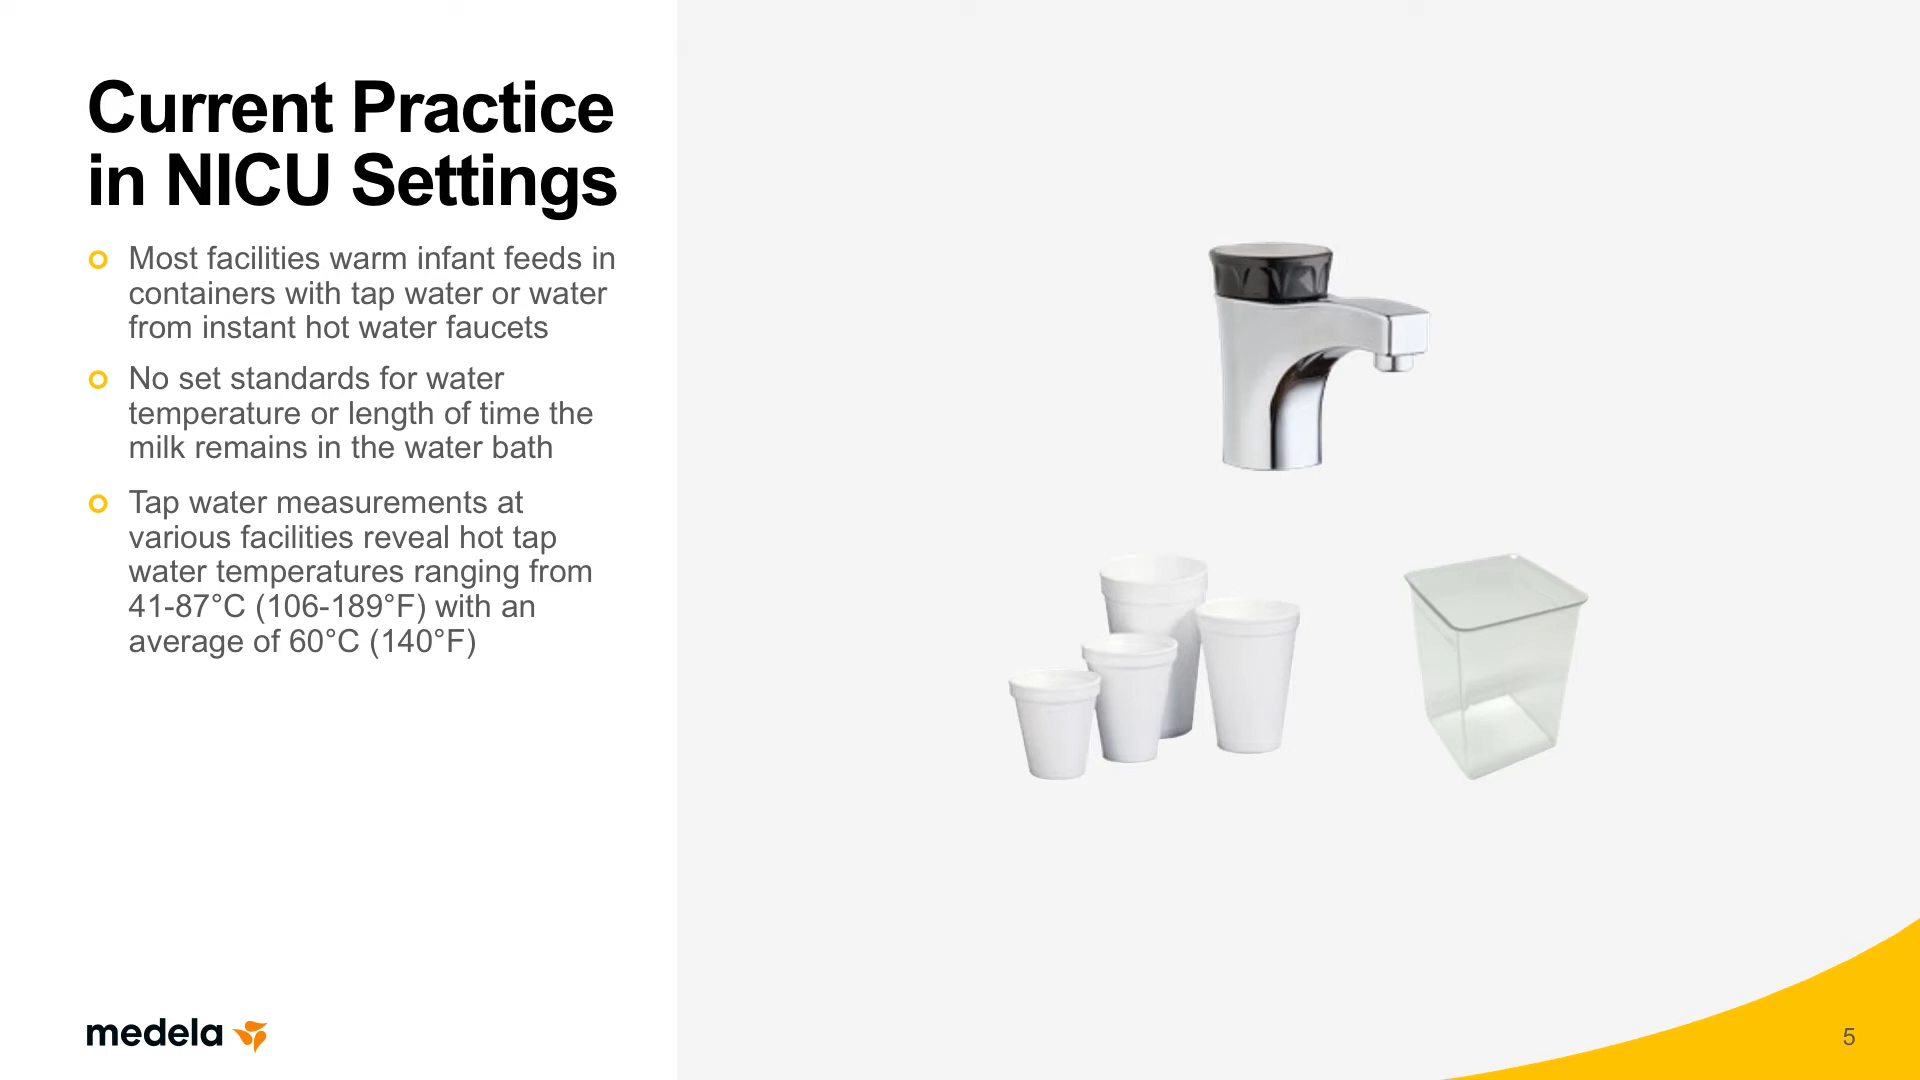 Current Practice
in NICU Settings
Most facilities warm infant feeds in
containers with tap water or water
from instant hot water faucets
No set standards for water
temperature or length of time the
milk remains in the water bath
Tap water measurements at
various facilities reveal hot tap
water temperatures ranging from
41-87°C (106-189°F) with an
average of 60°C (140°F)
medela
5